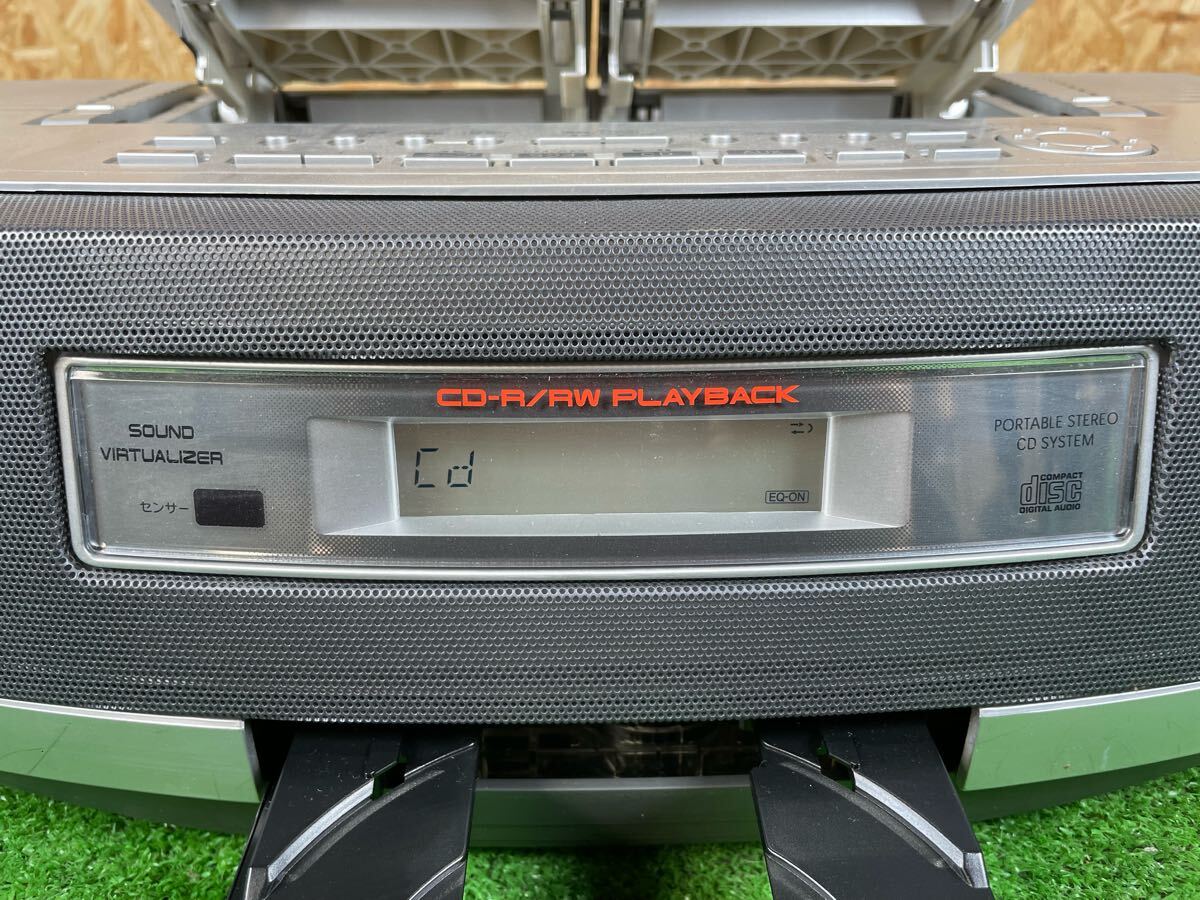 CD-R/RW PLAYBACK
SOUND
VIRTUALIZER
センサー
Cd
EQ-ON
PORTABLE STEREO
CD SYSTEM
COMPACT
disc
DIGITAL AUDIO